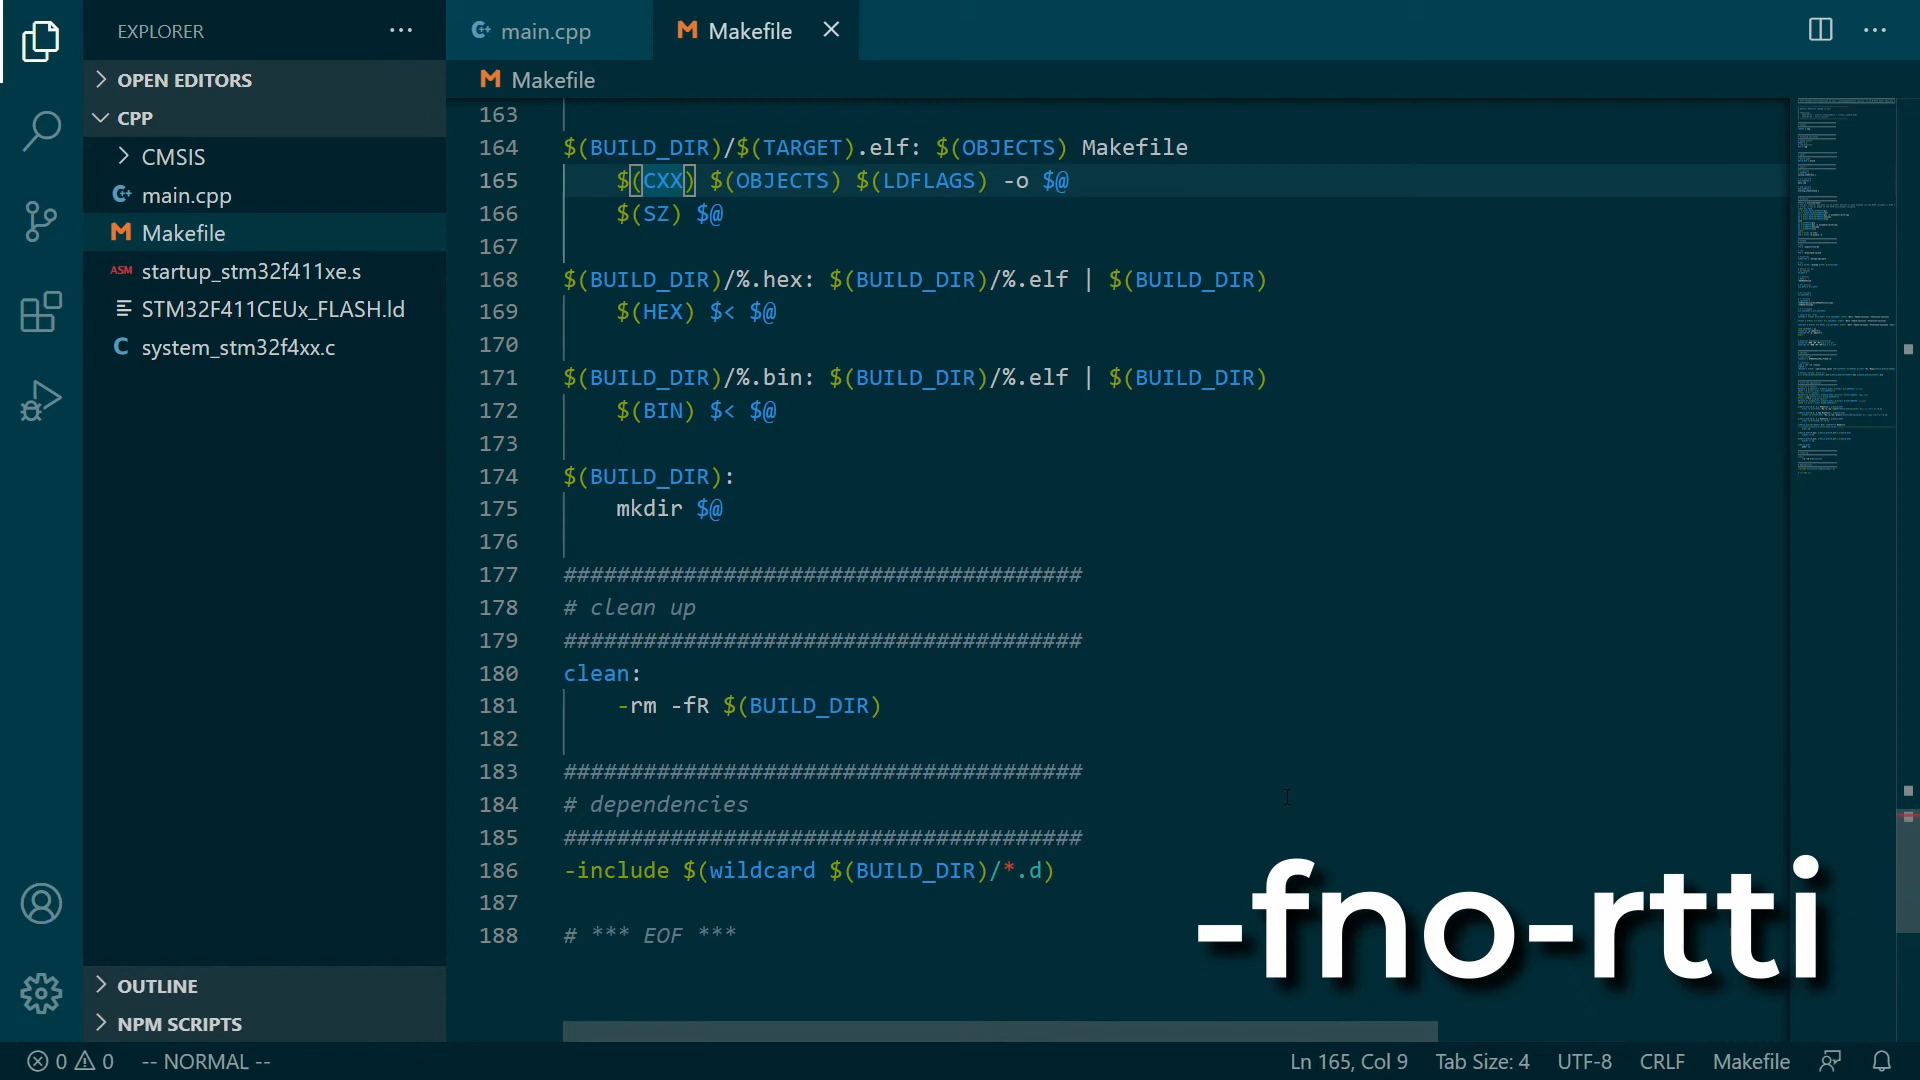 EXPLORER
OPEN EDITORS
CPP
CMSIS
main.cpp
Makefile
ASM startup_stm32f411xe.s
STM32F411CEUx_FLASH.ld
C system_stm32f4xx.c
OUTLINE
NPM SCRIPTS
main.cpp
M Makefile
M Makefile
163
164 $(BUILD_DIR)/$(TARGET).elf: $(OBJECTS) Makefile
165 $(CXX) $(OBJECTS) $(LDFLAGS) -o $@
166 $(SZ) $@
167
168 $(BUILD_DIR)/%.hex: $(BUILD_DIR)/%.elf | $(BUILD_DIR)
169 $(HEX) $< $@
170
171 $(BUILD_DIR)/%.bin: $(BUILD_DIR)/%.elf | $(BUILD_DIR)
172 $(BIN) $< $@
173
174 $(BUILD_DIR):
175 mkdir $@
176
177 #######################################
178 # clean up
179 #######################################
180 clean:
181 -rm -fR $(BUILD_DIR)
182
183 #######################################
184 # dependencies
185 #######################################
186 -include $(wildcard $(BUILD_DIR)/*.d)
187
188 # *** EOF ***
-fno-rtti
0 0 -- NORMAL --
Ln 165, Col 9 Tab Size: 4 UTF-8 CRLF Makefile